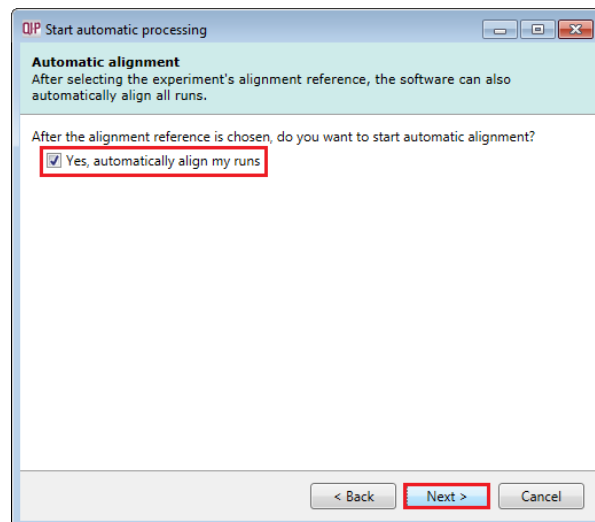 QIP Start automatic processing
Automatic alignment
After selecting the experiment's alignment reference, the software can also
automatically align all runs.
After the alignment reference is chosen, do you want to start automatic alignment?
Yes, automatically align my runs
< Back Next > Cancel